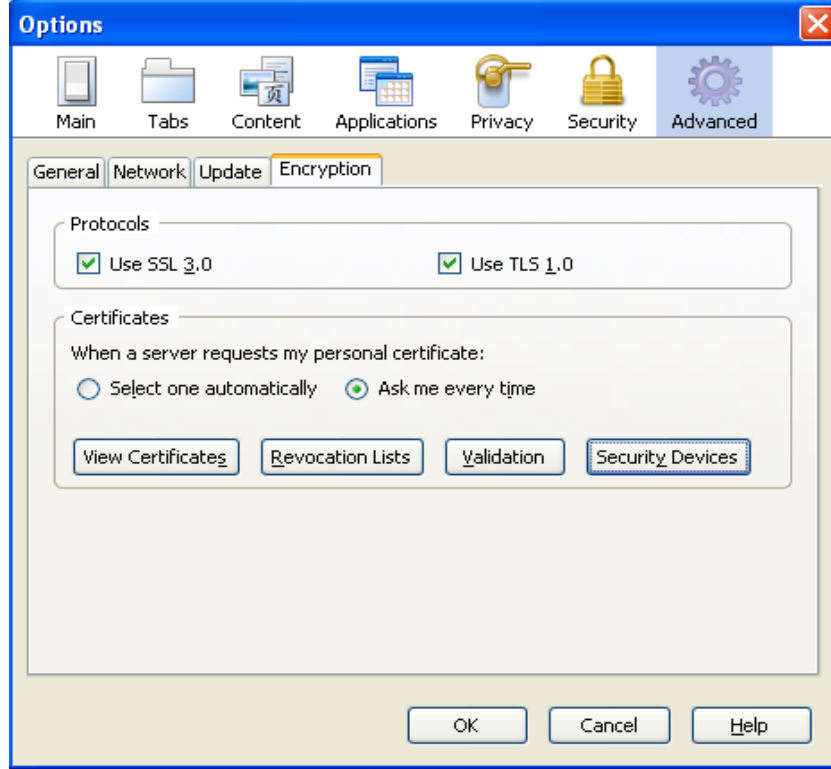 Options
Main Tabs Content Applications Privacy Security Advanced
页
General Network Update Encryption
Protocols
Use SSL 3.0 Use TLS 1.0
Certificates
When a server requests my personal certificate:
Select one automatically Ask me every time
View Certificates Revocation Lists Validation Security Devices
OK Cancel Help